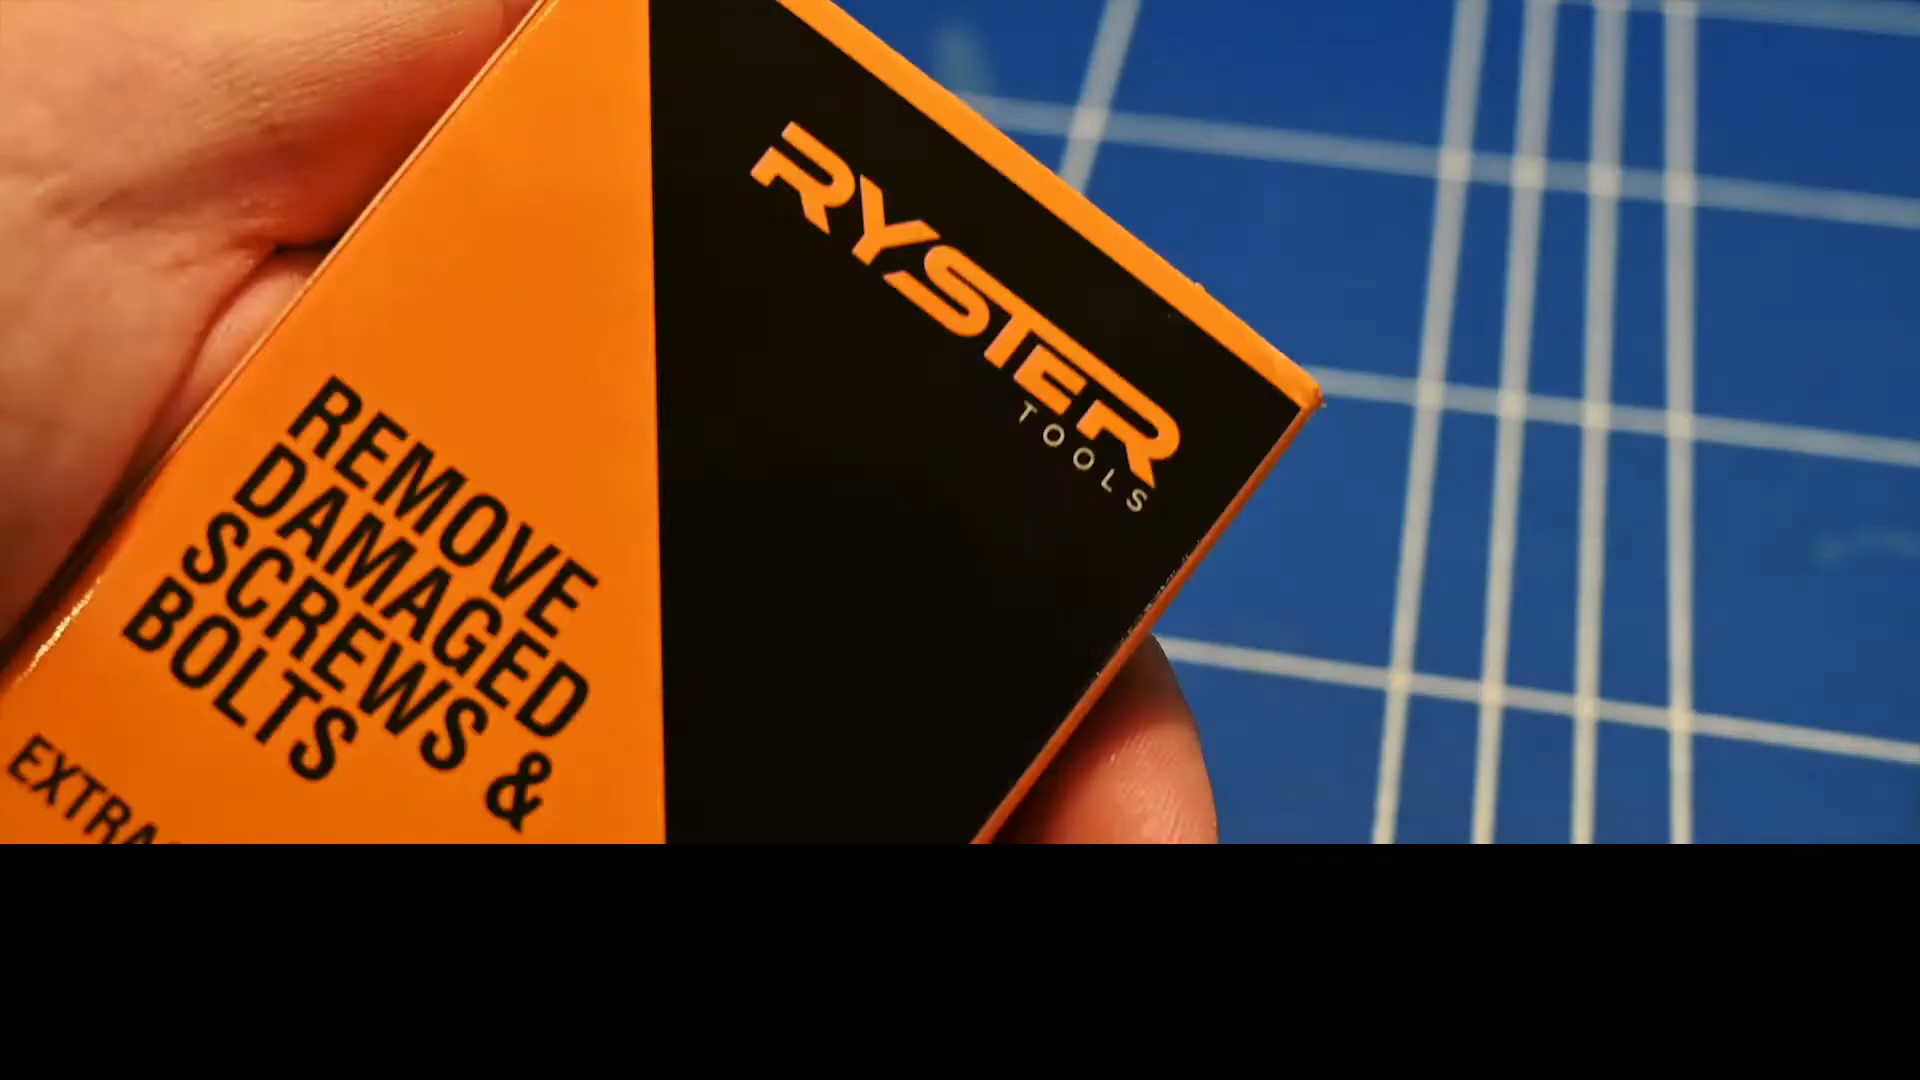 RYSTER
TOOLS
REMOVE
DAMAGED
SCREWS &
BOLTS